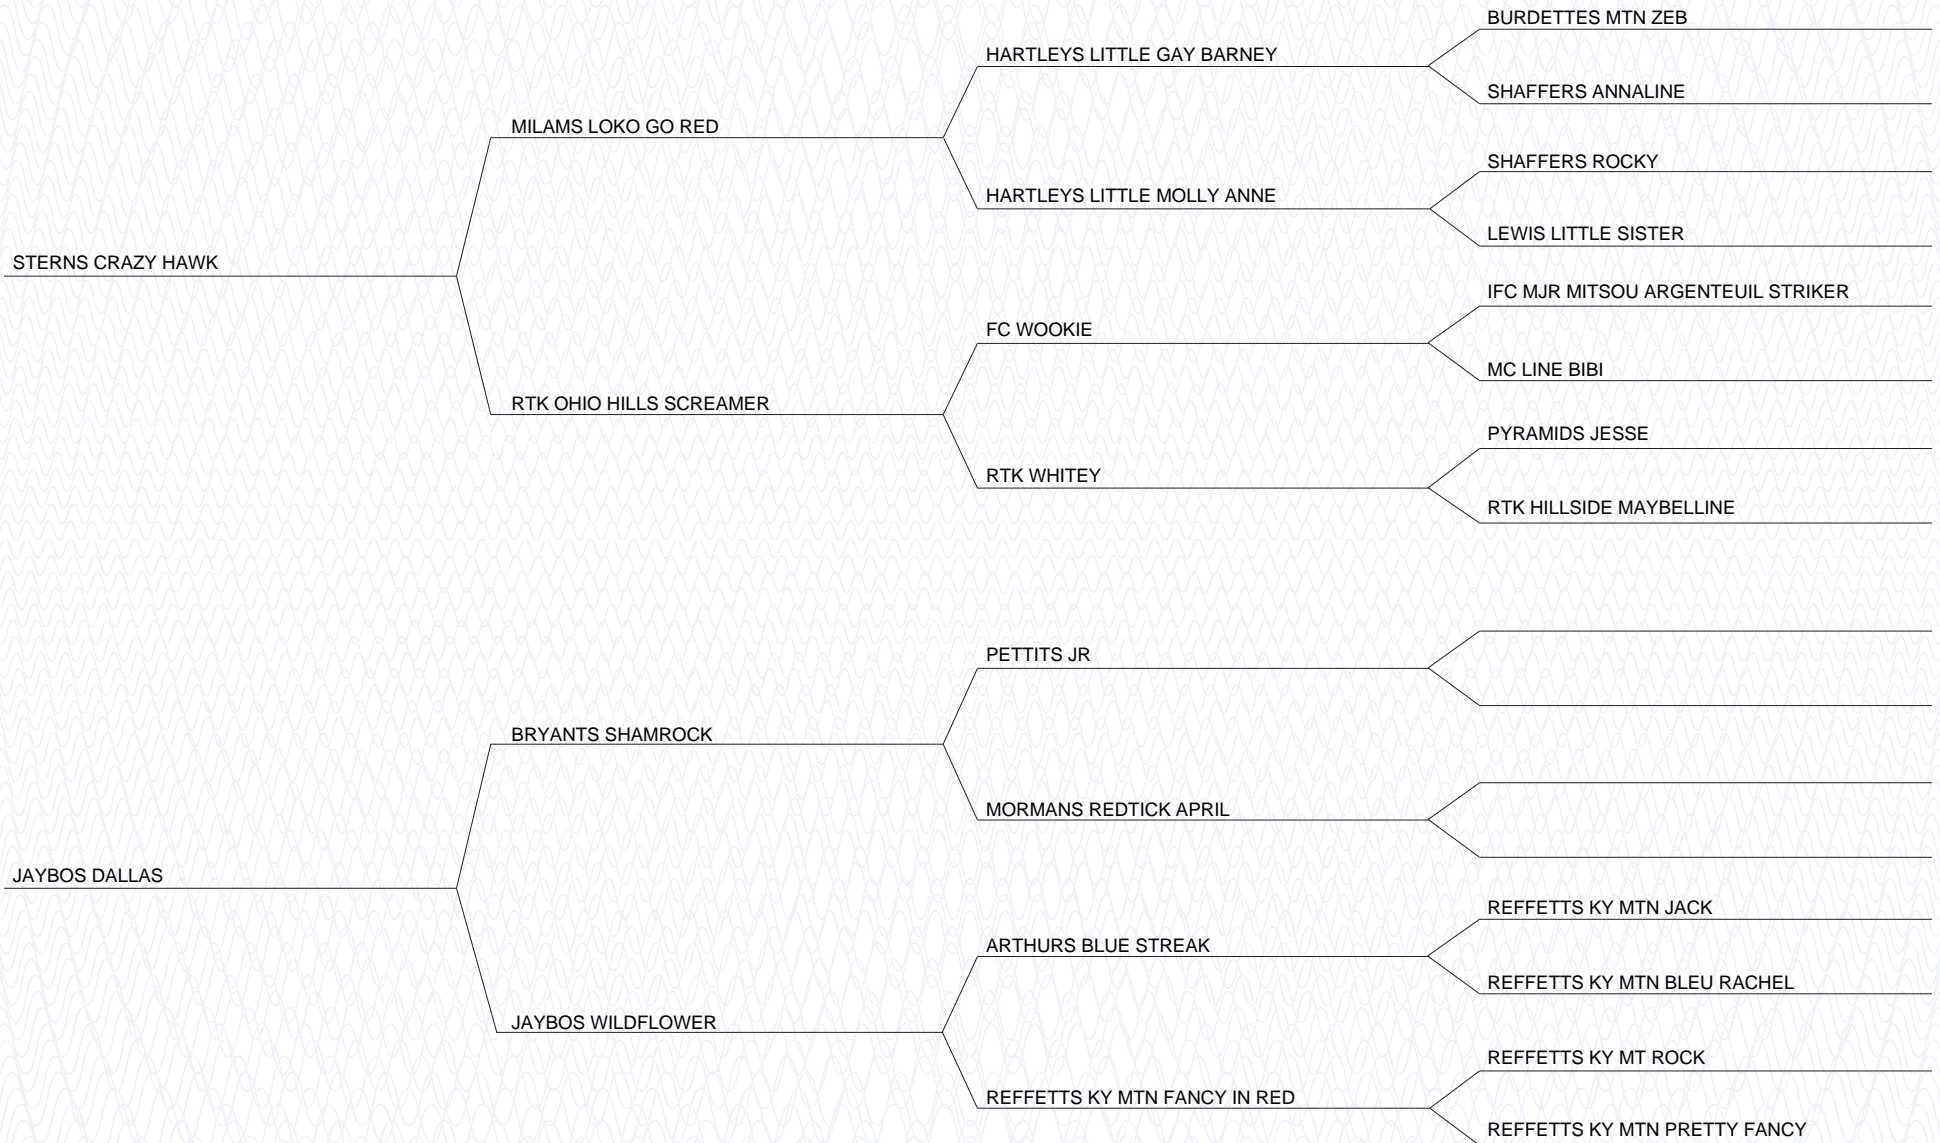 BURDETTES MTN ZEB
HARTLEYS LITTLE GAY BARNEY
SHAFFERS ANNALINE
MILAMS LOKO GO RED
SHAFFERS ROCKY
HARTLEYS LITTLE MOLLY ANNE
LEWIS LITTLE SISTER
STERNS CRAZY HAWK
IFC MJR MITSOU ARGENTEUIL STRIKER
FC WOOKIE
MC LINE BIBI
RTK OHIO HILLS SCREAMER
PYRAMIDS JESSE
RTK WHITEY
RTK HILLSIDE MAYBELLINE
PETTITS JR
BRYANTS SHAMROCK
MORMANS REDTICK APRIL
JAYBOS DALLAS
REFFETTS KY MTN JACK
ARTHURS BLUE STREAK
REFFETTS KY MTN BLEU RACHEL
JAYBOS WILDFLOWER
REFFETTS KY MT ROCK
REFFETTS KY MTN FANCY IN RED
REFFETTS KY MTN PRETTY FANCY